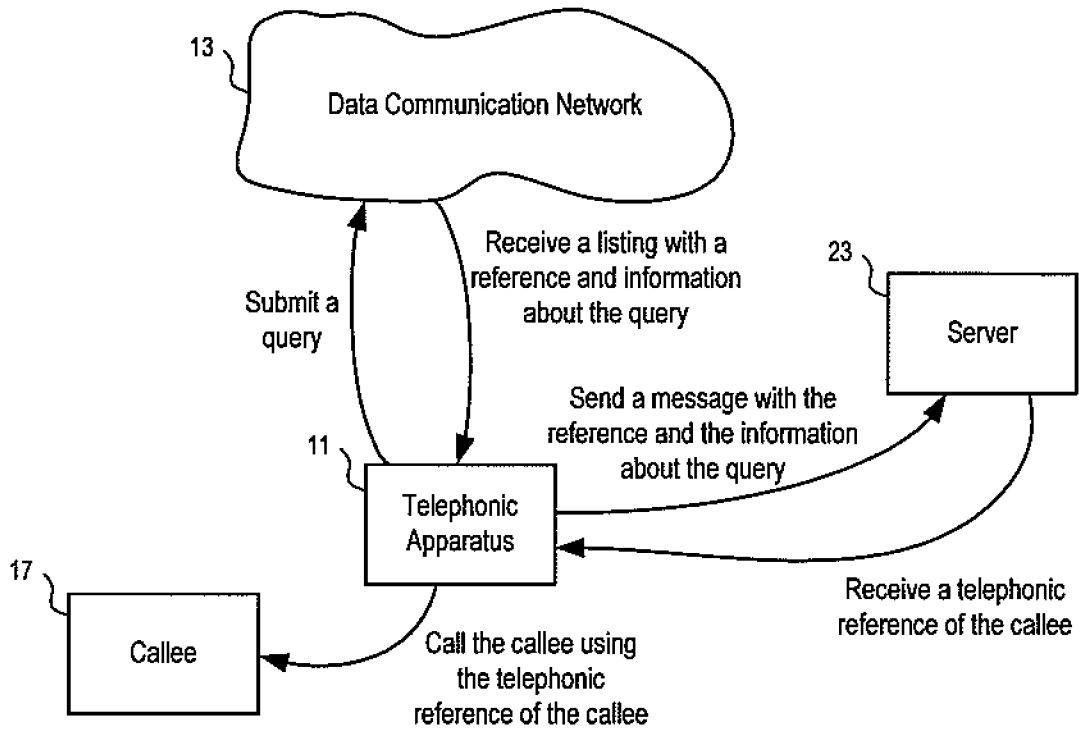 13
Data Communication Network
Submit a
query
Receive a listing with a
reference and information
about the query
23
Server
Send a message with the
reference and the information
about the query
11
Telephonic
Apparatus
17
Callee
Call the callee using
the telephonic
reference of the callee
Receive a telephonic
reference of the callee